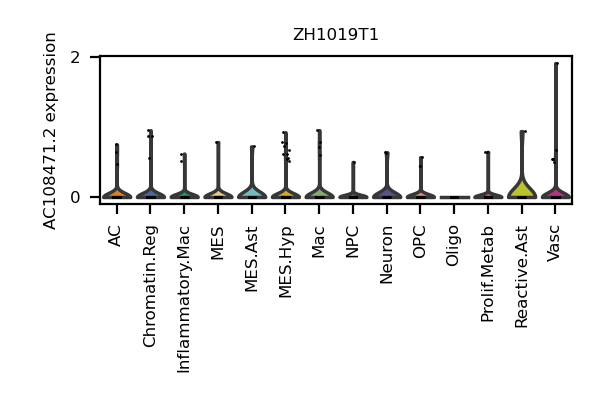 ZH1019T1
AC108471.2 expression
2
0
AC
Chromatin.Reg
Inflammatory.Mac
MES
MES.Ast
MES.Hyp
Mac
NPC
Neuron
OPC
Oligo
Prolif.Metab
Reactive.Ast
Vasc